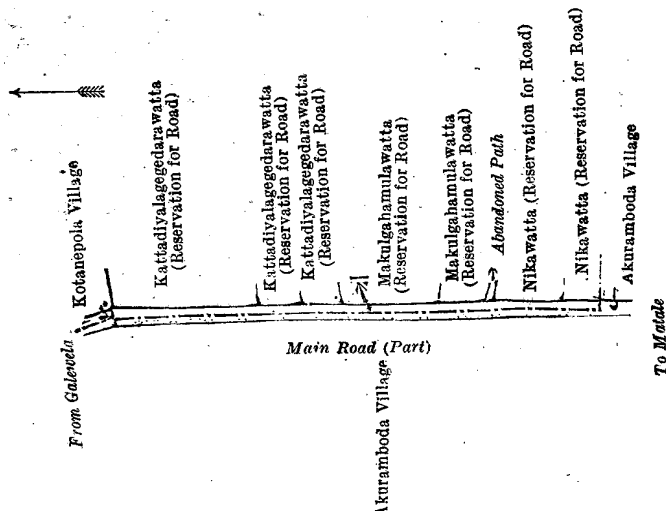 From Galewela
Kotanepola Village
Kattadiyalagegedarawatta
(Reservation for Road)
Kattadiyalagegedarawatta
(Reservation for Road)
Kattadiyalagegedarawatta
(Reservation for Road)
Main Road (Part)
Makulgahamulawatta
(Reservation for Road)
Akuramboda Village
Makulgahamulawatta
(Reservation for Road)
Abandoned Path
Nikawatta (Reservation for Road)
Nikawatta (Reservation for Road)
Akuramboda Village
To Matale